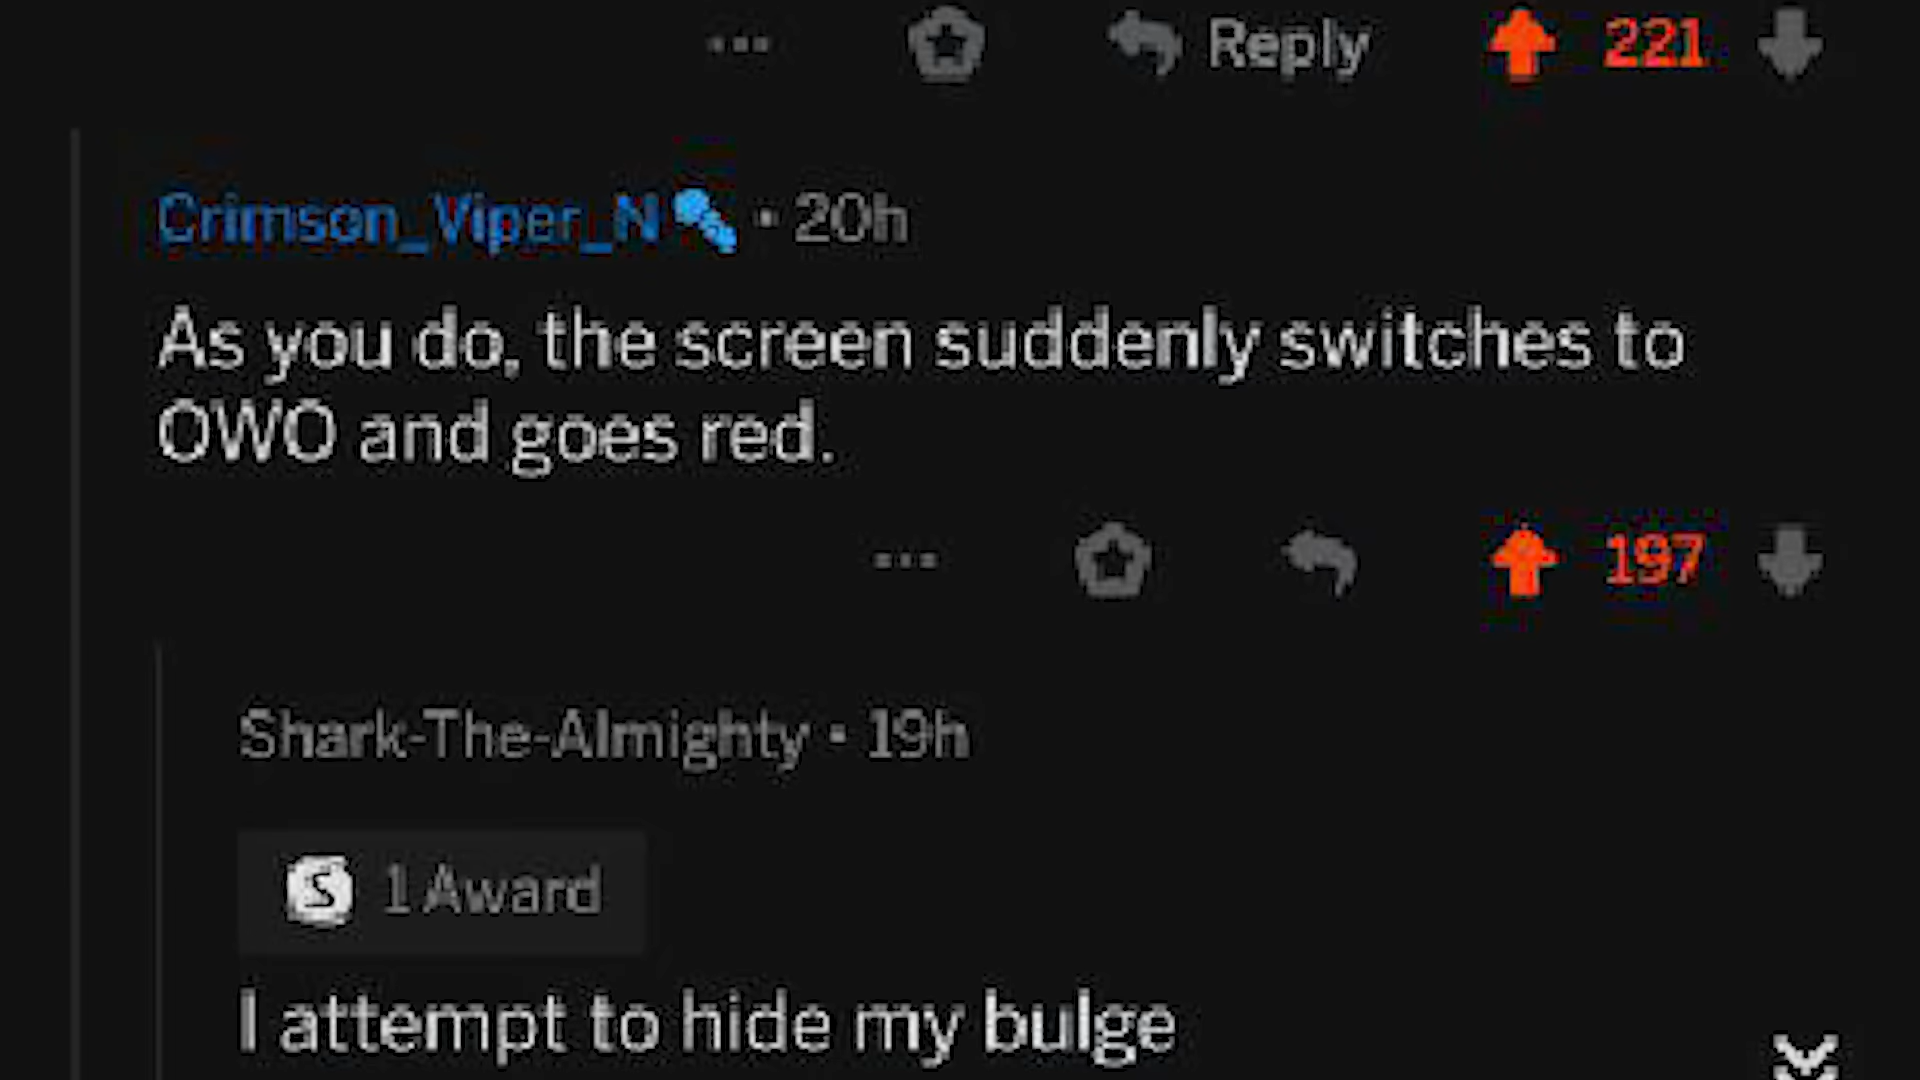 Reply 221
Crimson_Viper_N • 20h
As you do, the screen suddenly switches to
OWO and goes red.
197
Shark-The-Almighty • 19h
S 1 Award
I attempt to hide my bulge